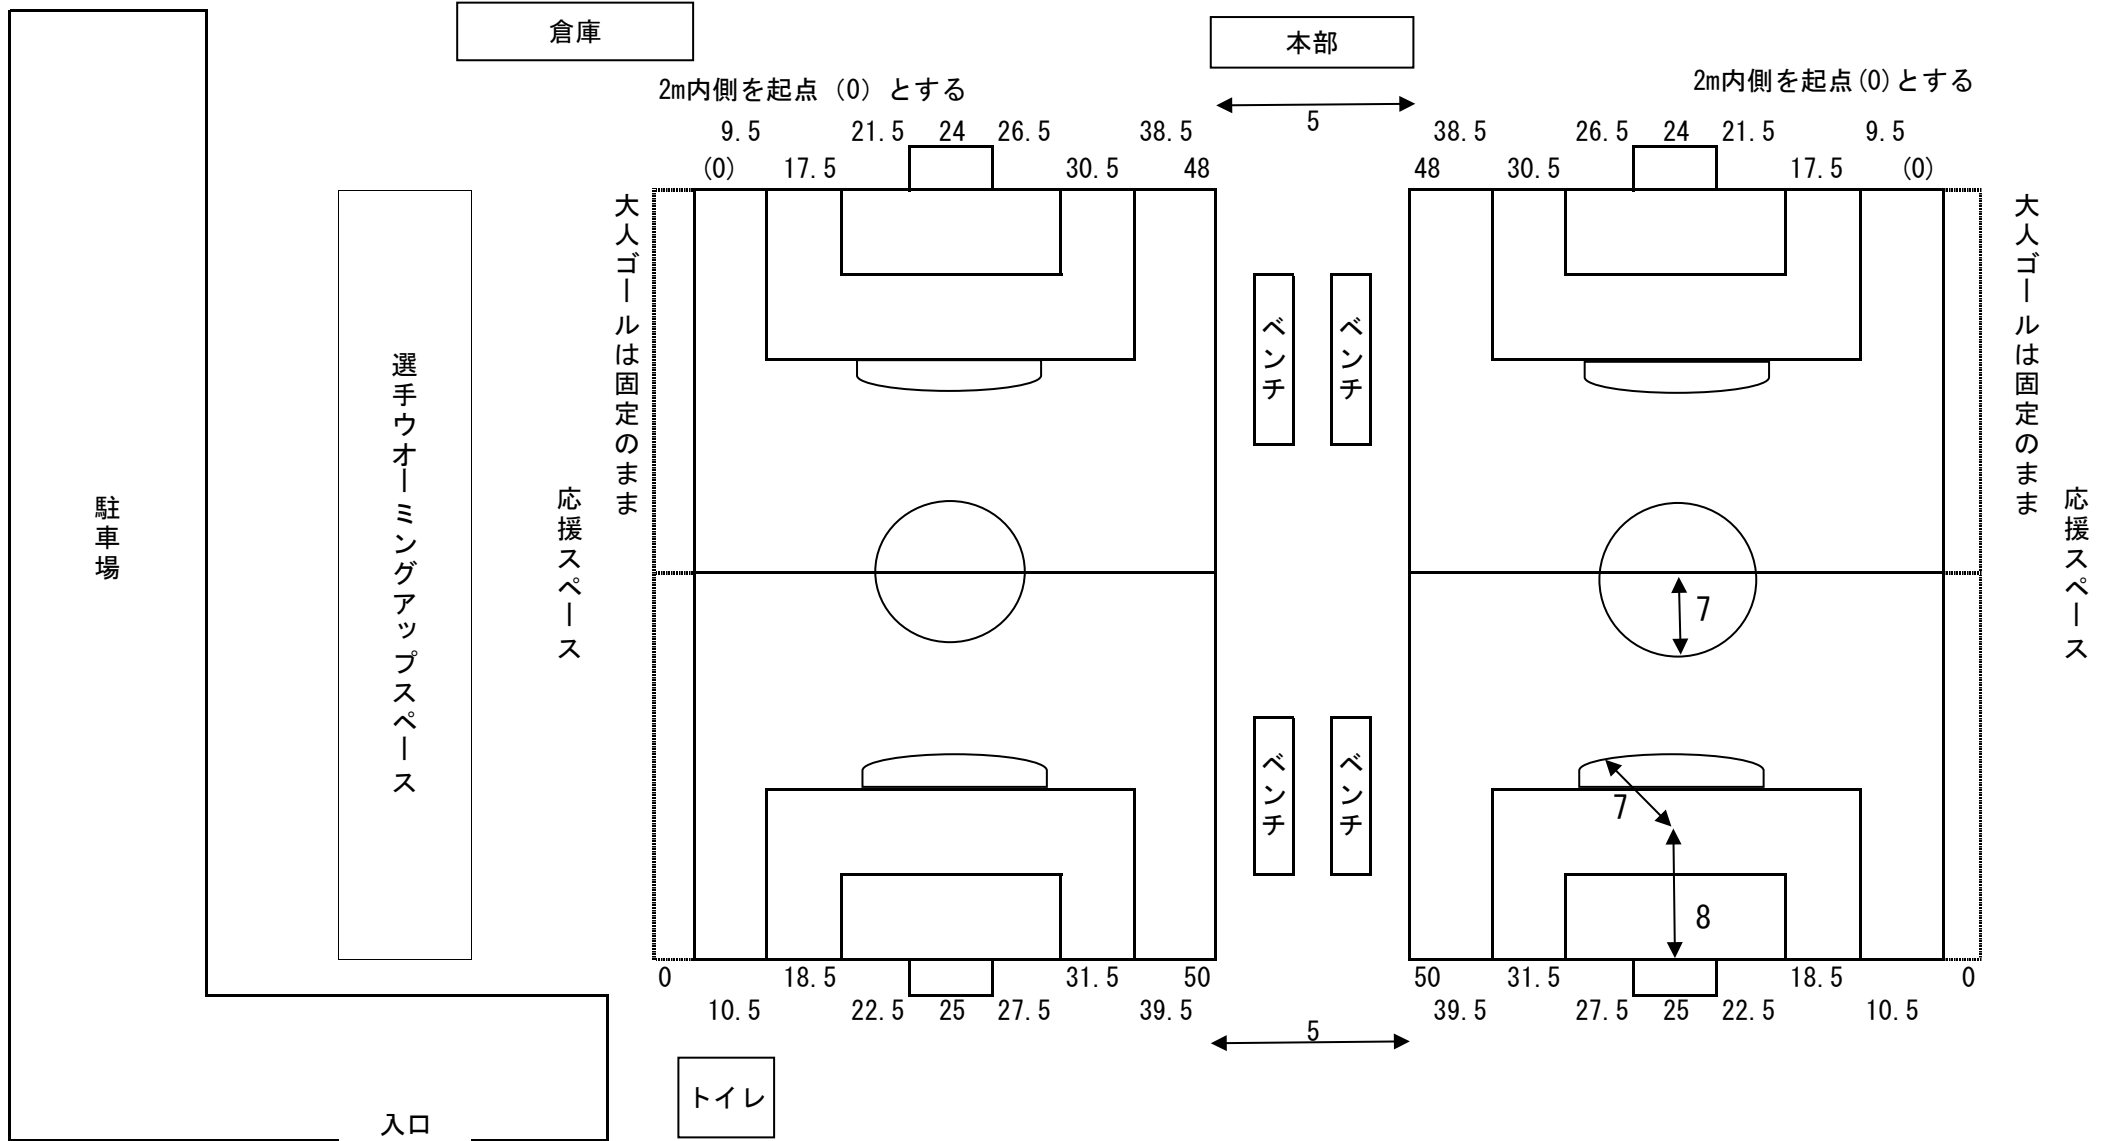 倉庫
本部
2m内側を起点（0）とする
2m内側を起点(0)とする
5
9.5 21.5 24 26.5 38.5
38.5 26.5 24 21.5 9.5
(0) 17.5 30.5 48
48 30.5 17.5 (0)
大人ゴールは固定のまま
大人ゴールは固定のまま
ベンチ
ベンチ
選手ウオーミングアップスペース
応援スペース
応援スペース
駐車場
7
ベンチ
ベンチ
7
8
0 18.5 31.5 50
50 31.5 18.5 0
10.5 22.5 25 27.5 39.5
39.5 27.5 25 22.5 10.5
5
トイレ
入口